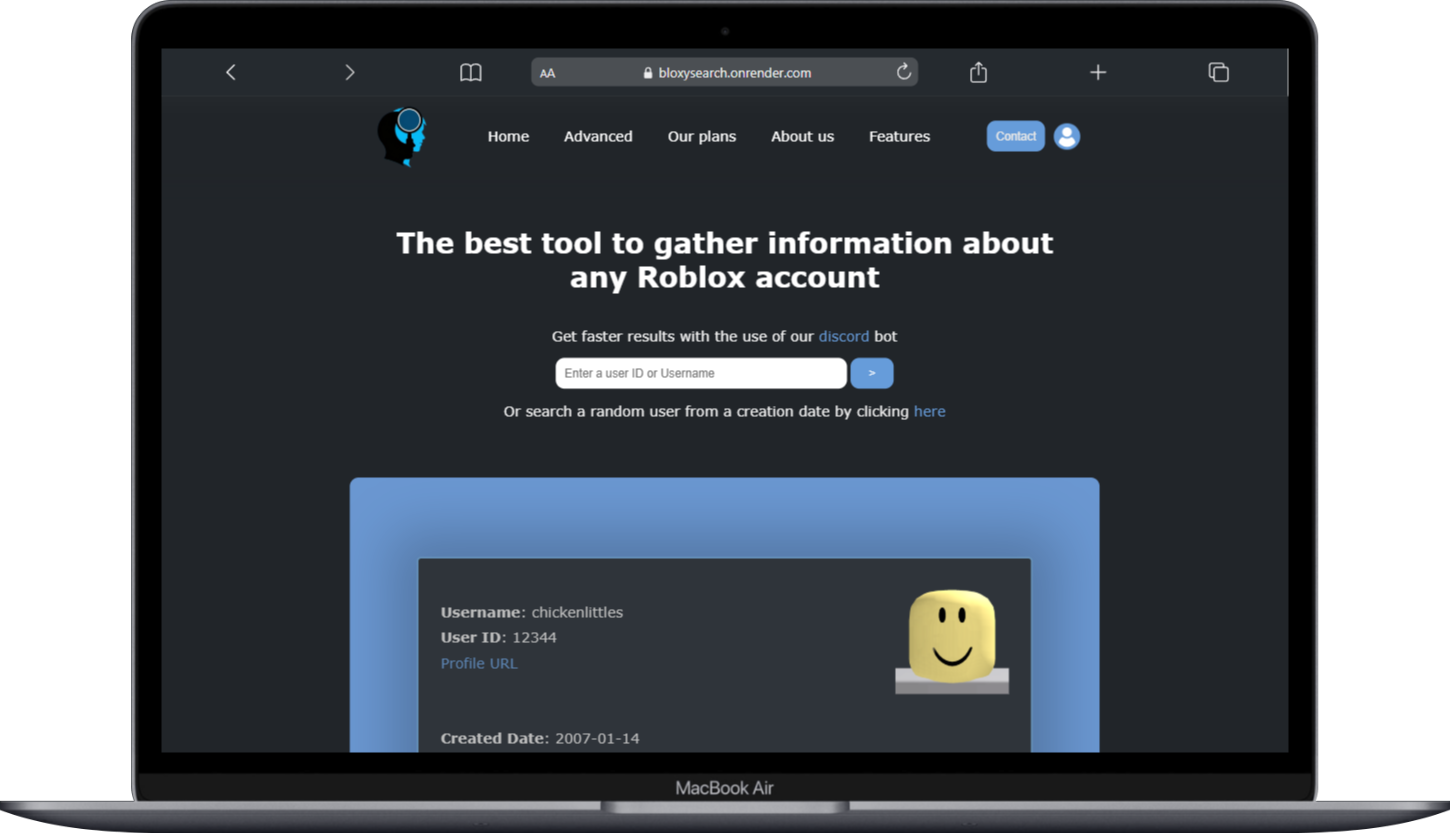 AA
bloxysearch.onrender.com
Home
Advanced
Our plans
About us
Features
Contact
The best tool to gather information about
any Roblox account
Get faster results with the use of our discord bot
Enter a user ID or Username
>
Or search a random user from a creation date by clicking here
Username: chickenlittles
User ID: 12344
Profile URL
Created Date: 2007-01-14
MacBook Air